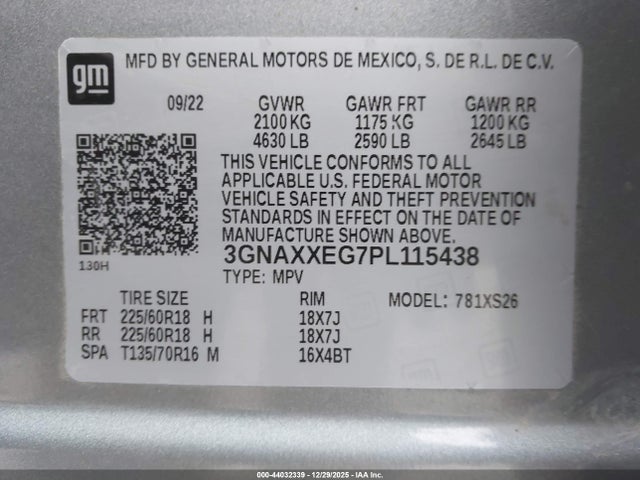 gm MFD BY GENERAL MOTORS DE MEXICO, S. DE R.L. DE C.V.
09/22 GVWR GAWR FRT GAWR RR
2100 KG 1175 KG 1200 KG
4630 LB 2590 LB 2645 LB
THIS VEHICLE CONFORMS TO ALL
APPLICABLE U.S. FEDERAL MOTOR
VEHICLE SAFETY AND THEFT PREVENTION
STANDARDS IN EFFECT ON THE DATE OF
MANUFACTURE SHOWN ABOVE.
130H 3GNAXXEG7PL115438
TYPE: MPV
TIRE SIZE RIM MODEL: 781XS26
FRT 225/60R18 H 18X7J
RR 225/60R18 H 18X7J
SPA T135/70R16 M 16X4BT
000-44032339 - 12/29/2025 - IAA Inc.